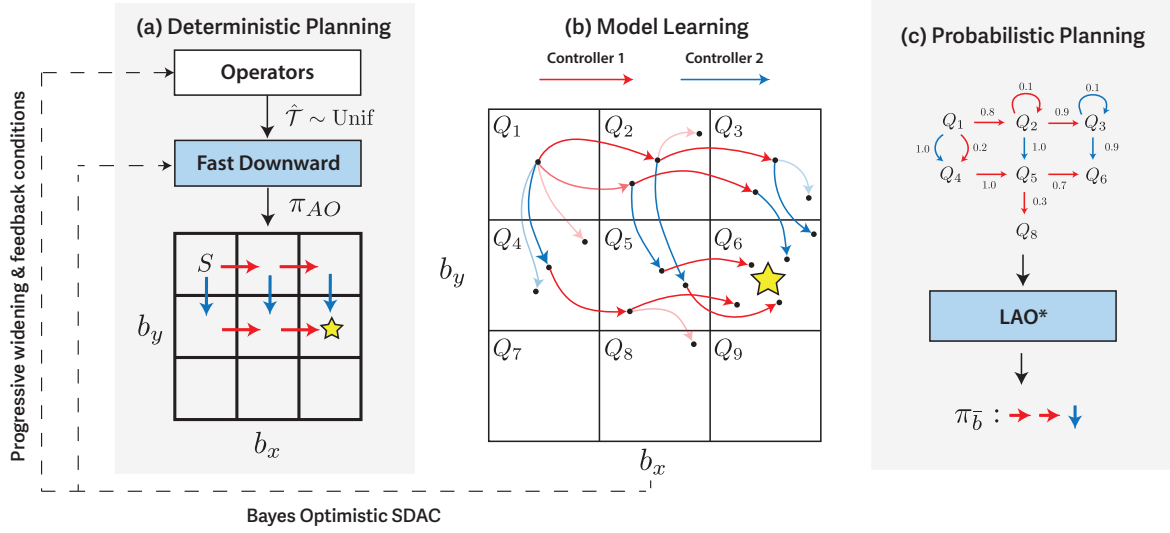 (a) Deterministic Planning
Operators
𝒯̂ ∼ Unif
Fast Downward
π_AO
S
b_y
b_x
Progressive widening & feedback conditions
Bayes Optimistic SDAC
(b) Model Learning
Controller 1
Controller 2
Q_1
Q_2
Q_3
Q_4
Q_5
Q_6
Q_7
Q_8
Q_9
b_y
b_x
(c) Probabilistic Planning
0.1
0.1
Q_1
0.8
Q_2
0.9
Q_3
1.0
0.2
1.0
0.9
Q_4
1.0
Q_5
0.7
Q_6
0.3
Q_8
LAO*
π_b̄ :